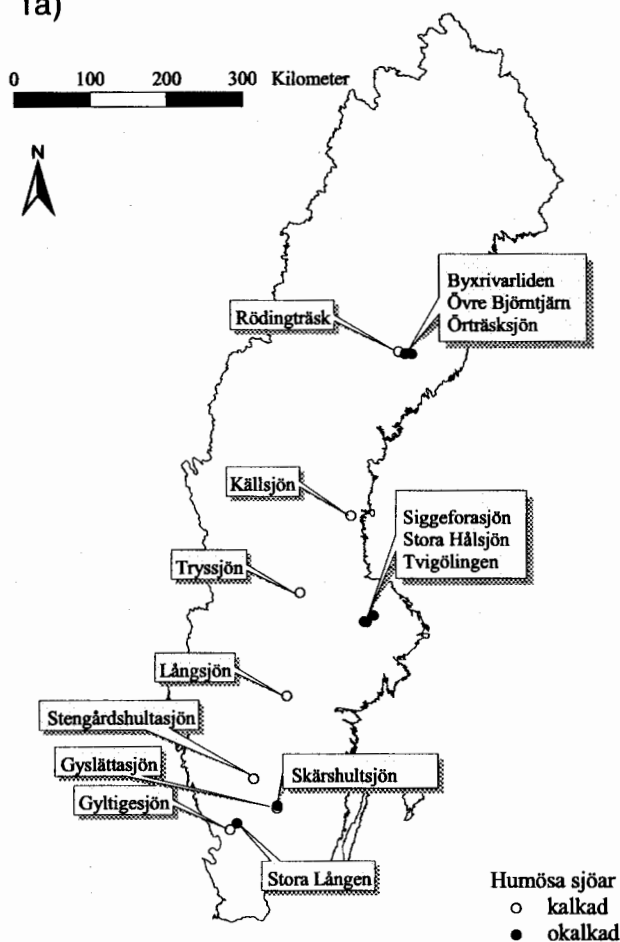 1a)
0 100 200 300 Kilometer
N
Byxrivarliden
Övre Björntjärn
Örträsksjön
Rödingträsk
Källsjön
Siggeforasjön
Stora Hålsjön
Tvigölingen
Tryssjön
Långsjön
Stengårdshultasjön
Gyslättasjön
Skärshultsjön
Gyltigesjön
Stora Lången
Humösa sjöar
kalkad
okalkad